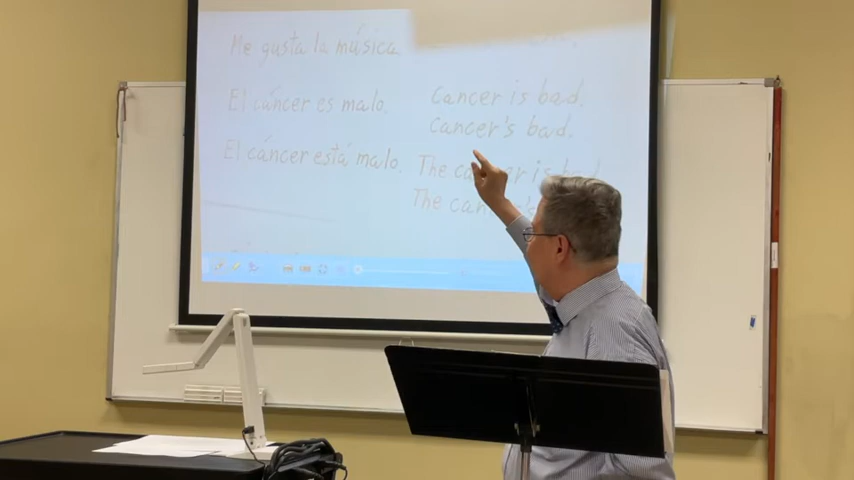 Me gusta la música
El cáncer es malo.
Cancer is bad.
Cancer's bad.
El cáncer está malo.
The is
The